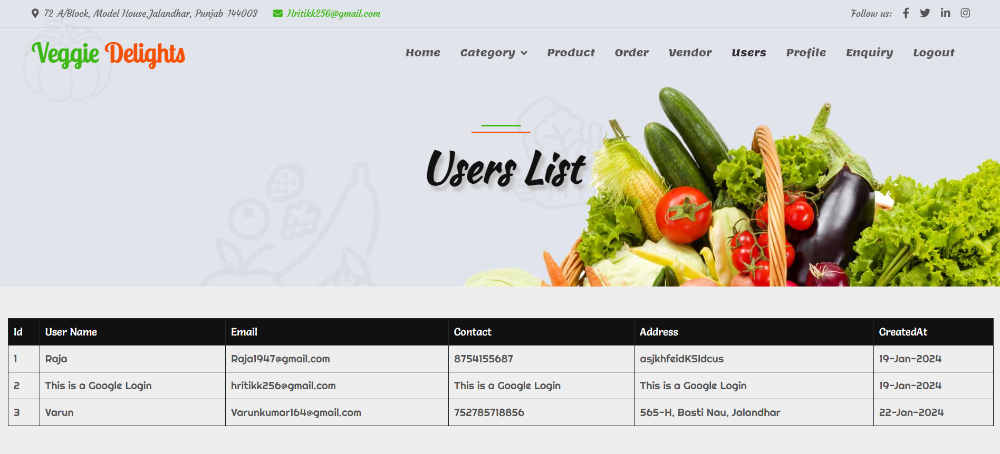 72-A/Block, Model House,Jalandhar, Punjab-144003 Hritikk256@gmail.com Follow us:
Veggie Delights Home Category Product Order Vendor Users Profile Enquiry Logout
Users List
Id User Name Email Contact Address CreatedAt
1 Raja Raja1947@gmail.com 8754155687 asjkhfeidKSIdcus 19-Jan-2024
2 This is a Google Login hritikk256@gmail.com This is a Google Login This is a Google Login 19-Jan-2024
3 Varun Varunkumar164@gmail.com 752785718856 565-H, Basti Nau, Jalandhar 22-Jan-2024